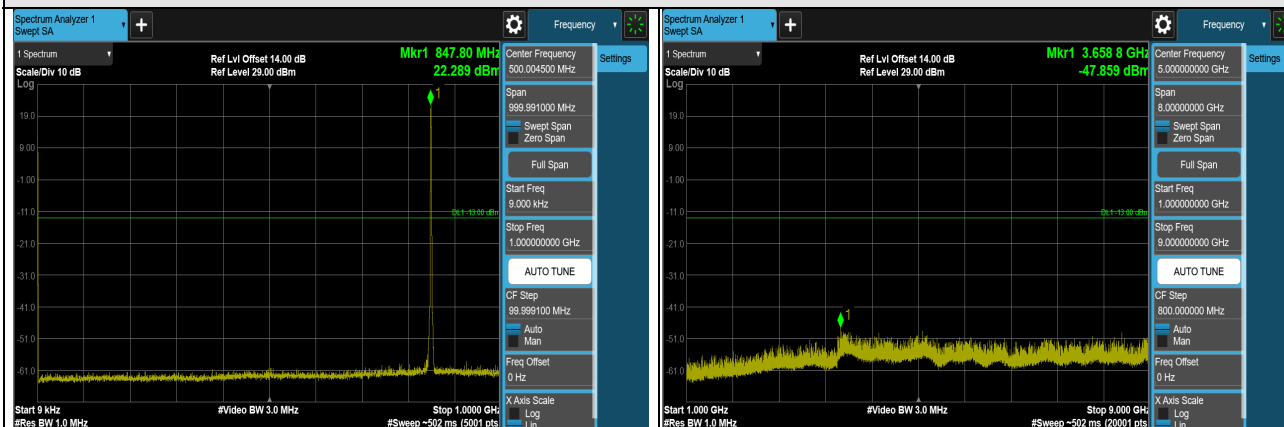 Spectrum Analyzer 1
Swept SA
+
Frequency
1 Spectrum
Scale/Div 10 dB
Log
Ref Lvl Offset 14.00 dB
Ref Level 29.00 dBm
Mkr1 847.80 MHz
22.289 dBm
1
19.0
9.00
-1.00
-11.0
-21.0
-31.0
-41.0
-51.0
-61.0
DL1 -13.00 dBm
Start 9 kHz
#Res BW 1.0 MHz
#Video BW 3.0 MHz
Stop 1.0000 GHz
#Sweep ~502 ms (5001 pts
Center Frequency
500.004500 MHz
Settings
Span
999.991000 MHz
Swept Span
Zero Span
Full Span
Start Freq
9.000 kHz
Stop Freq
1.000000000 GHz
AUTO TUNE
CF Step
99.999100 MHz
Auto
Man
Freq Offset
0 Hz
X Axis Scale
Log
Lin
Spectrum Analyzer 1
Swept SA
+
Frequency
1 Spectrum
Scale/Div 10 dB
Log
Ref Lvl Offset 14.00 dB
Ref Level 29.00 dBm
Mkr1 3.658 8 GHz
-47.859 dBm
1
19.0
9.00
-1.00
-11.0
-21.0
-31.0
-41.0
-51.0
-61.0
DL1 -13.00 dBm
Start 1.000 GHz
#Res BW 1.0 MHz
#Video BW 3.0 MHz
Stop 9.000 GHz
#Sweep ~502 ms (20001 pts
Center Frequency
5.000000000 GHz
Settings
Span
8.00000000 GHz
Swept Span
Zero Span
Full Span
Start Freq
1.000000000 GHz
Stop Freq
9.000000000 GHz
AUTO TUNE
CF Step
800.000000 MHz
Auto
Man
Freq Offset
0 Hz
X Axis Scale
Log
Lin